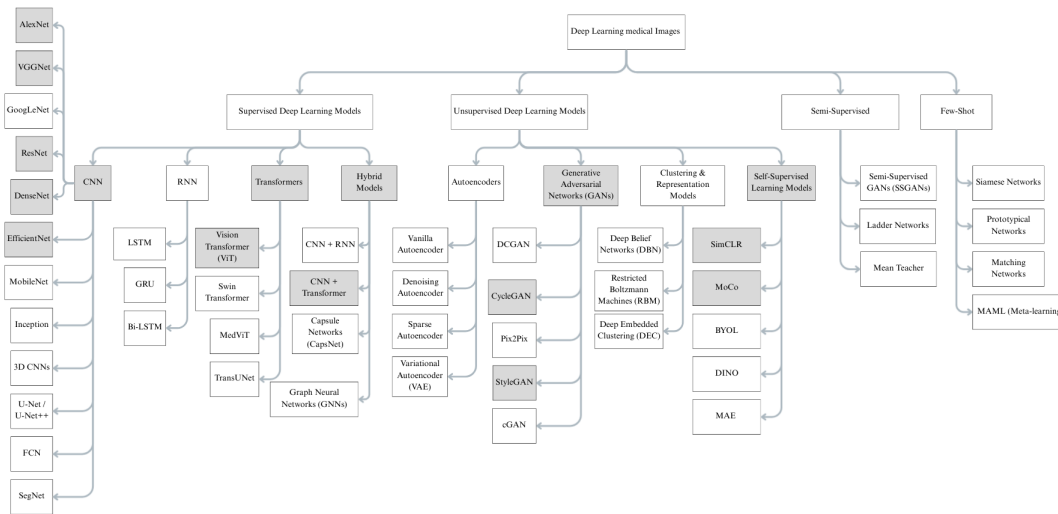 Deep Learning medical Images
Supervised Deep Learning Models
Unsupervised Deep Learning Models
Semi-Supervised
Few-Shot
CNN
RNN
Transformers
Hybrid
Models
Autoencoders
Generative
Adversarial
Networks (GANs)
Clustering &
Representation
Models
Self-Supervised
Learning Models
AlexNet
VGGNet
GoogLeNet
ResNet
DenseNet
EfficientNet
MobileNet
Inception
3D CNNs
U-Net /
U-Net++
FCN
SegNet
LSTM
GRU
Bi-LSTM
Vision
Transformer
(ViT)
Swin
Transformer
MedViT
TransUNet
CNN + RNN
CNN +
Transformer
Capsule
Networks
(CapsNet)
Graph Neural
Networks (GNNs)
Vanilla
Autoencoder
Denoising
Autoencoder
Sparse
Autoencoder
Variational
Autoencoder
(VAE)
DCGAN
CycleGAN
Pix2Pix
StyleGAN
cGAN
Deep Belief
Networks (DBN)
Restricted
Boltzmann
Machines (RBM)
Deep Embedded
Clustering (DEC)
SimCLR
MoCo
BYOL
DINO
MAE
Semi-Supervised
GANs (SSGANs)
Ladder Networks
Mean Teacher
Siamese Networks
Prototypical
Networks
Matching
Networks
MAML (Meta-learning